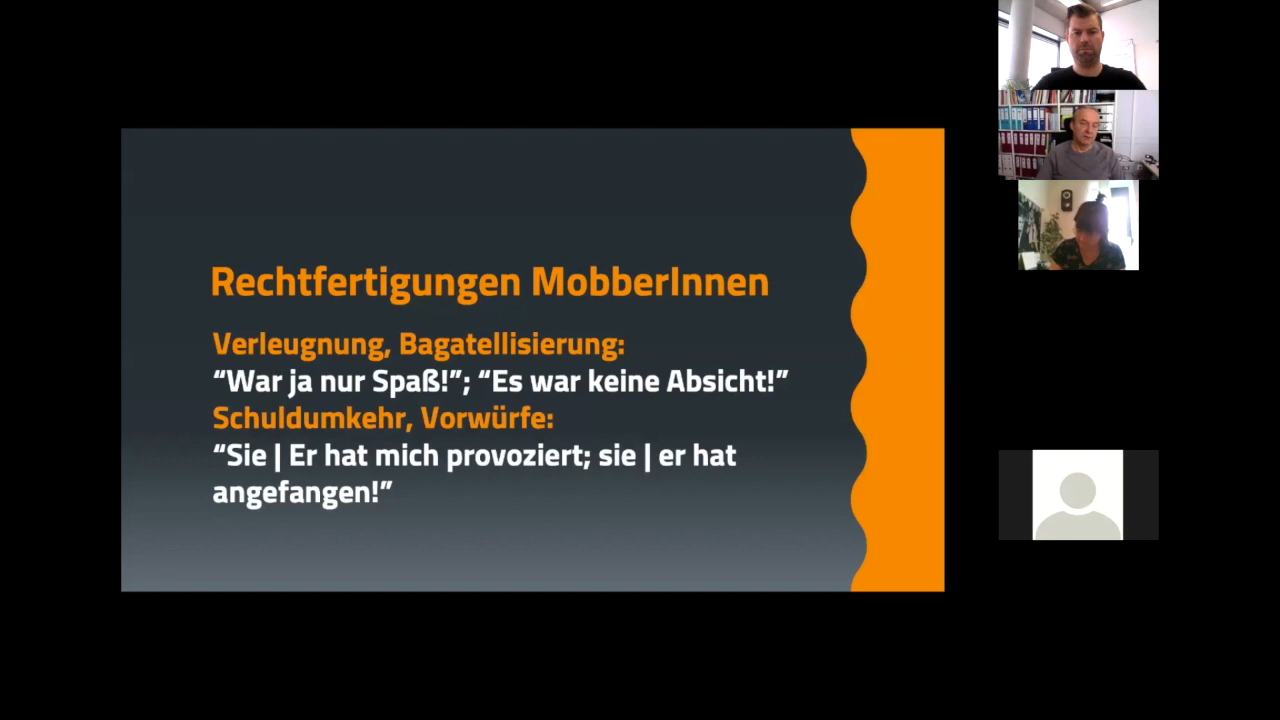 Rechtfertigungen MobberInnen
Verleugnung, Bagatellisierung:
“War ja nur Spaß!”; “Es war keine Absicht!”
Schuldumkehr, Vorwürfe:
“Sie | Er hat mich provoziert; sie | er hat
angefangen!”